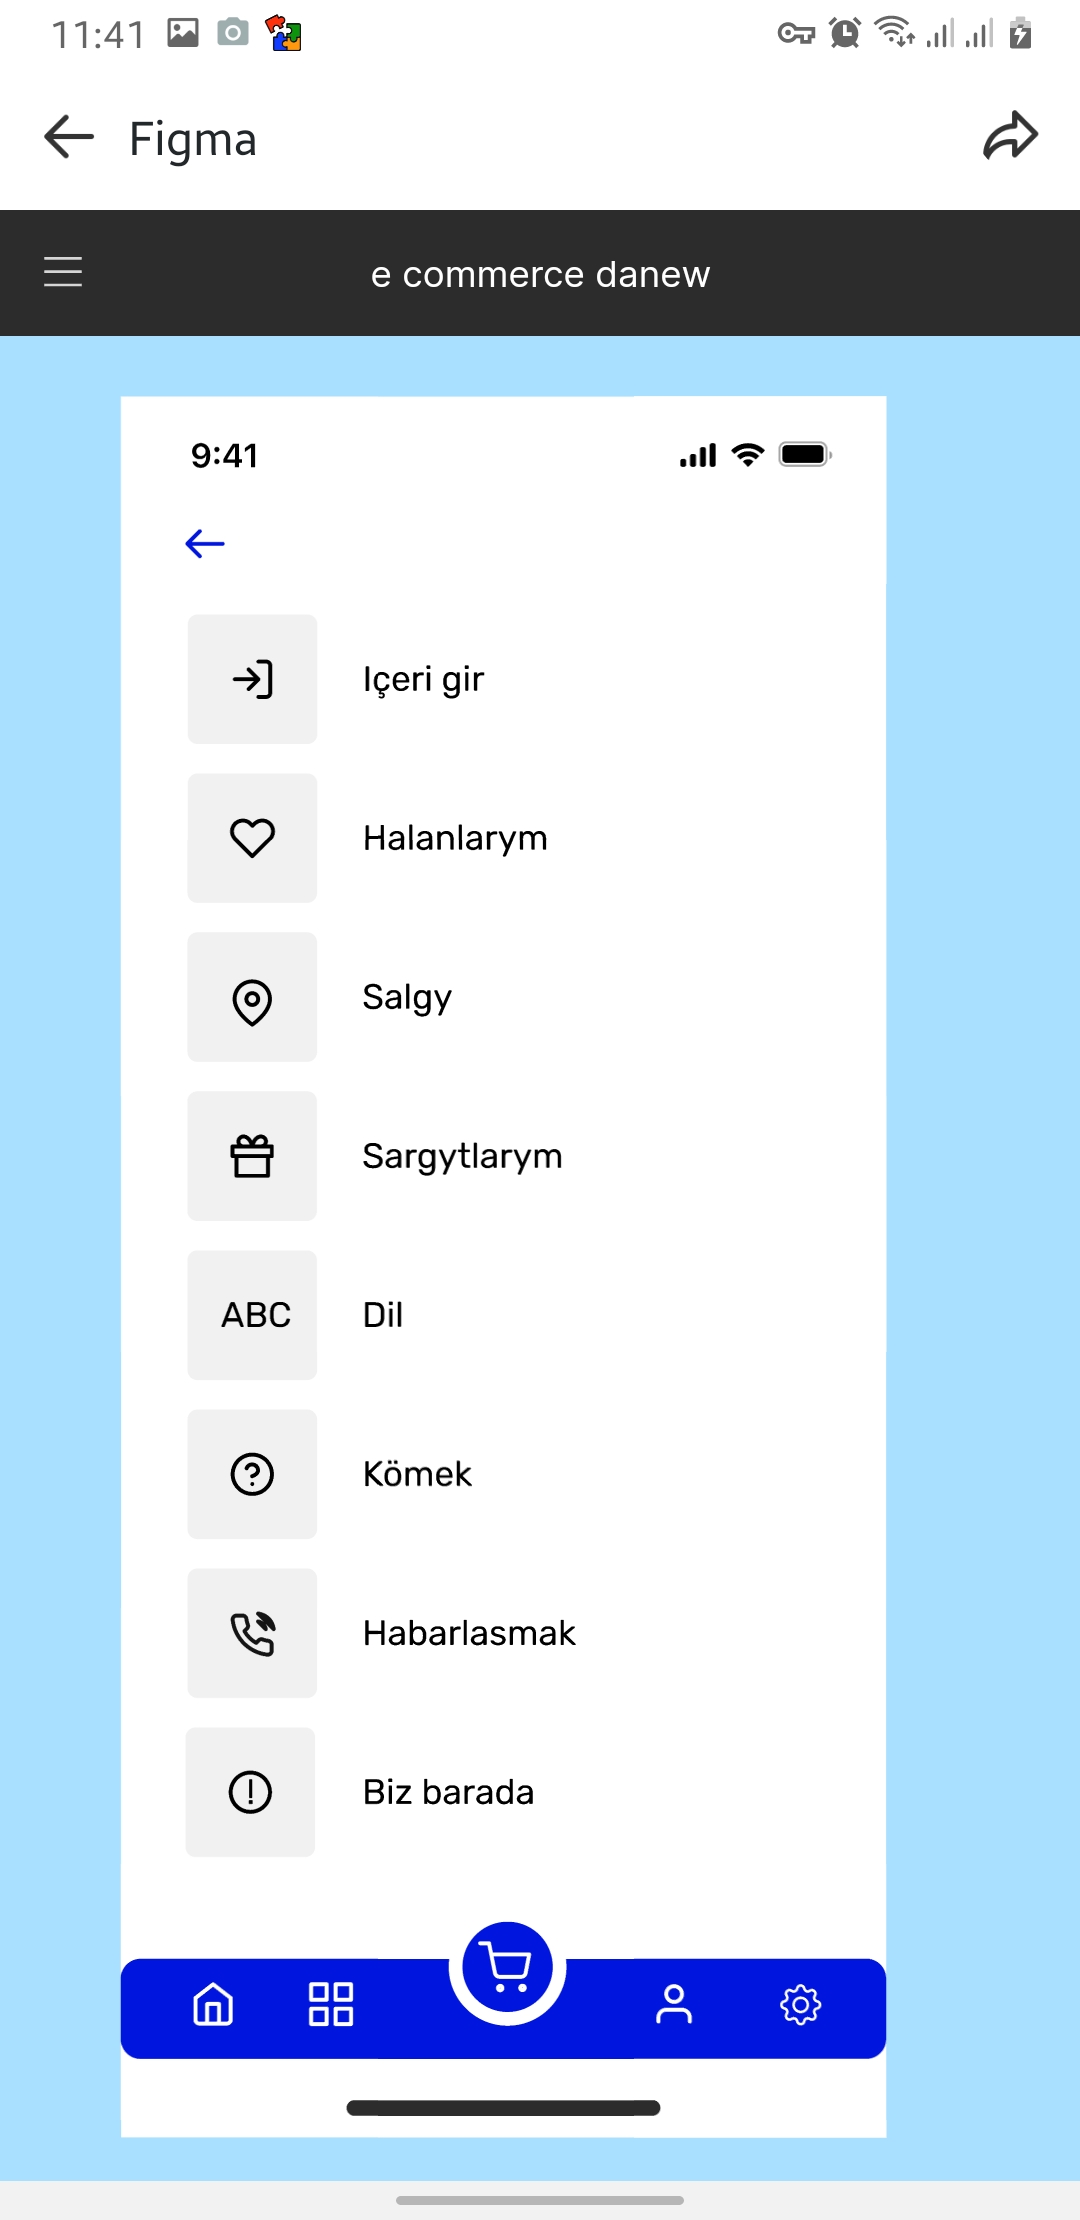 11:41
Figma
e commerce danew
9:41
Içeri gir
Halanlarym
Salgy
Sargytlarym
ABC Dil
Kömek
Habarlasmak
Biz barada